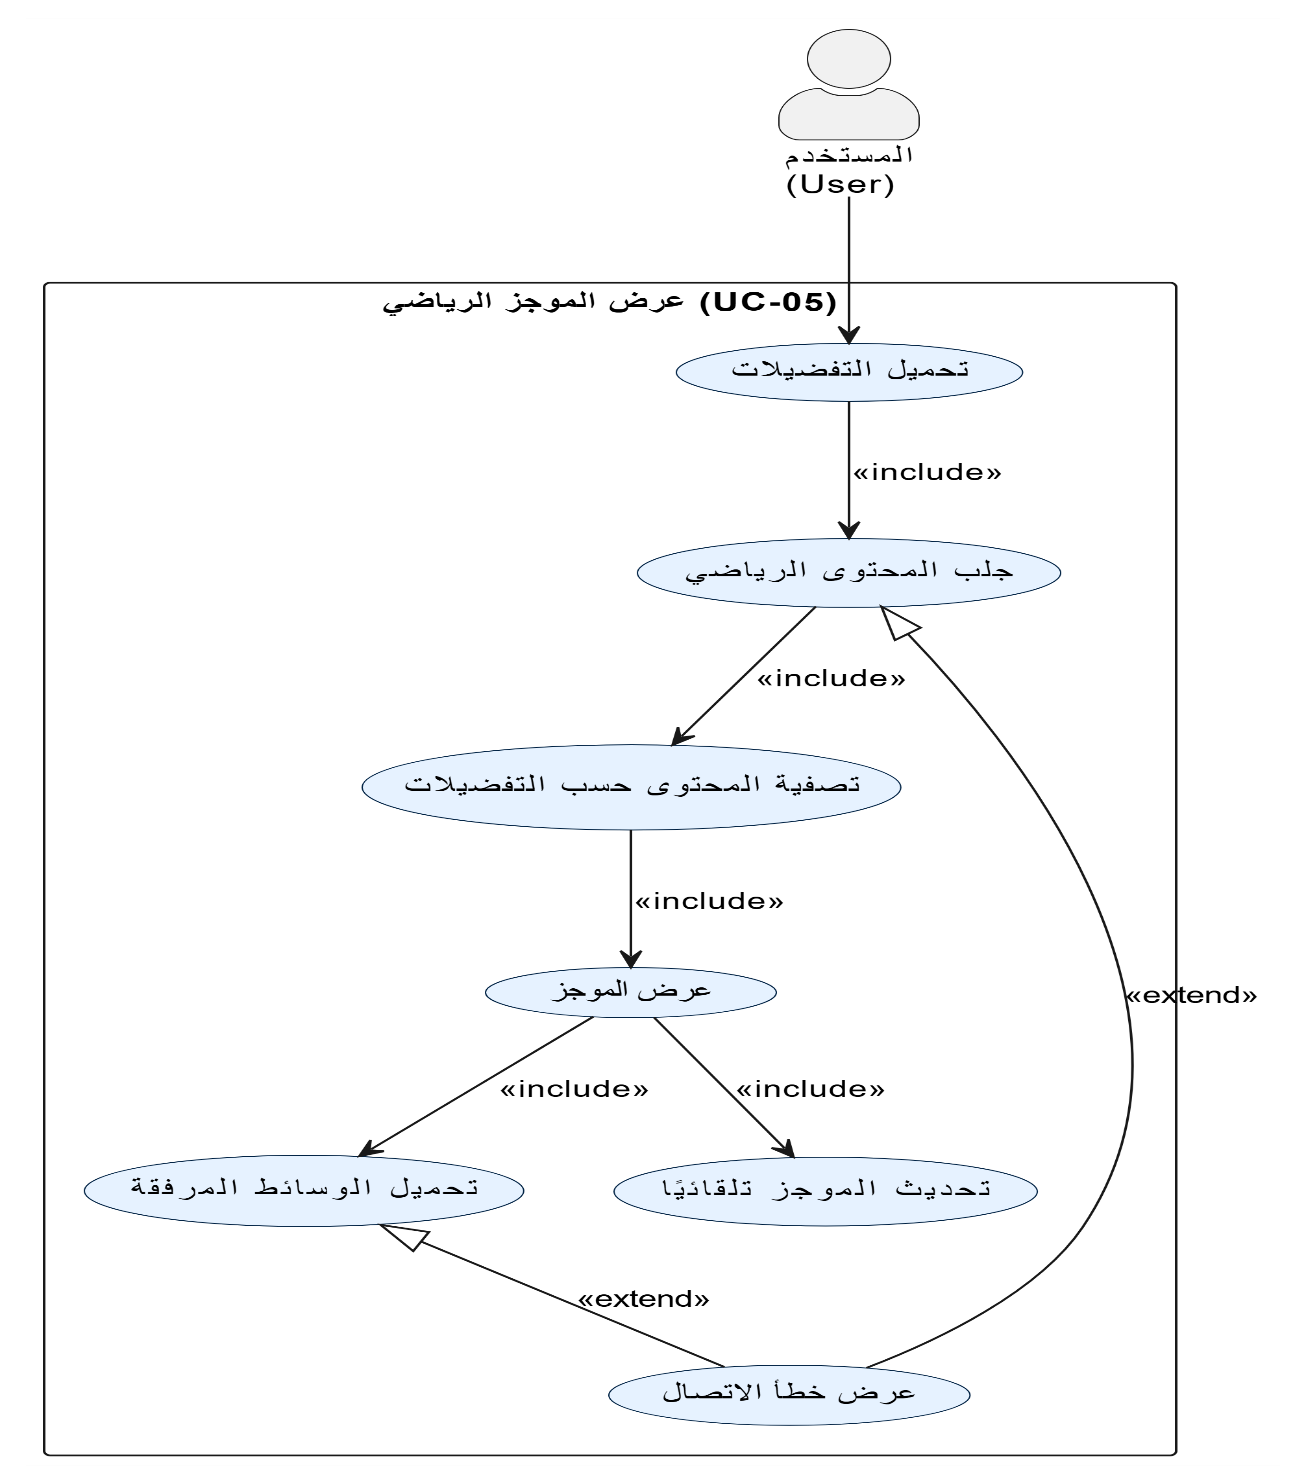 المستخدم
(User)
عرض الموجز الرياضي (UC-05)
تحميل التفضيلات
«include»
جلب المحتوى الرياضي
«include»
تصفية المحتوى حسب التفضيلات
«include»
عرض الموجز
«extend»
«include»
«include»
تحميل الوسائط المرفقة
تحديث الموجز تلقائيًا
«extend»
عرض خطأ الاتصال